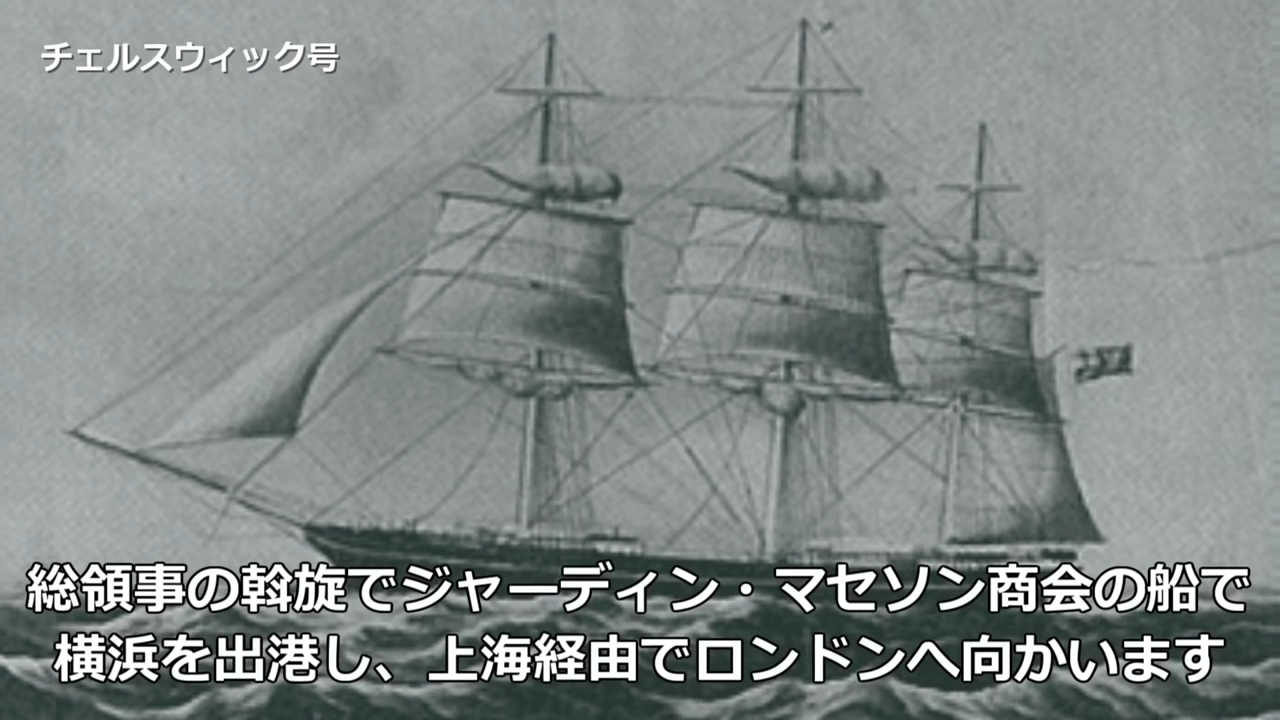 チェルスウィック号
総領事の斡旋でジャーディン・マセソン商会の船で
横浜を出港し、上海経由でロンドンへ向かいます